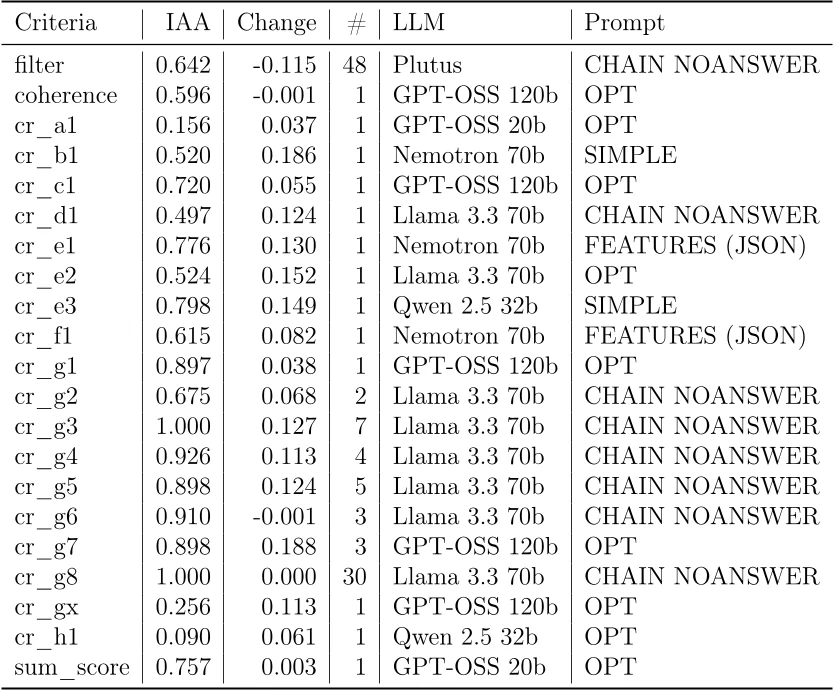 Criteria IAA Change # LLM Prompt
filter 0.642 -0.115 48 Plutus CHAIN NOANSWER
coherence 0.596 -0.001 1 GPT-OSS 120b OPT
cr_a1 0.156 0.037 1 GPT-OSS 20b OPT
cr_b1 0.520 0.186 1 Nemotron 70b SIMPLE
cr_c1 0.720 0.055 1 GPT-OSS 120b OPT
cr_d1 0.497 0.124 1 Llama 3.3 70b CHAIN NOANSWER
cr_e1 0.776 0.130 1 Nemotron 70b FEATURES (JSON)
cr_e2 0.524 0.152 1 Llama 3.3 70b OPT
cr_e3 0.798 0.149 1 Qwen 2.5 32b SIMPLE
cr_f1 0.615 0.082 1 Nemotron 70b FEATURES (JSON)
cr_g1 0.897 0.038 1 GPT-OSS 120b OPT
cr_g2 0.675 0.068 2 Llama 3.3 70b CHAIN NOANSWER
cr_g3 1.000 0.127 7 Llama 3.3 70b CHAIN NOANSWER
cr_g4 0.926 0.113 4 Llama 3.3 70b CHAIN NOANSWER
cr_g5 0.898 0.124 5 Llama 3.3 70b CHAIN NOANSWER
cr_g6 0.910 -0.001 3 Llama 3.3 70b CHAIN NOANSWER
cr_g7 0.898 0.188 3 GPT-OSS 120b OPT
cr_g8 1.000 0.000 30 Llama 3.3 70b CHAIN NOANSWER
cr_gx 0.256 0.113 1 GPT-OSS 120b OPT
cr_h1 0.090 0.061 1 Qwen 2.5 32b OPT
sum_score 0.757 0.003 1 GPT-OSS 20b OPT